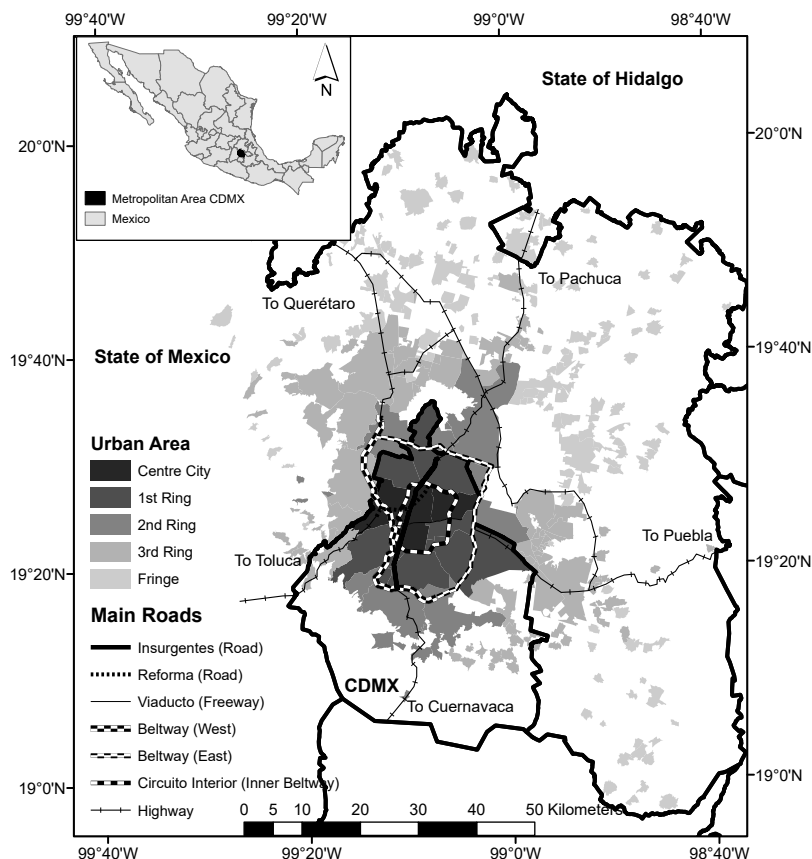 99°40'W 99°20'W 99°0'W 98°40'W
State of Hidalgo
N
20°0'N 20°0'N
Metropolitan Area CDMX
Mexico
To Pachuca
To Querétaro
19°40'N State of Mexico 19°40'N
Urban Area
Centre City
1st Ring
2nd Ring
3rd Ring
Fringe
To Puebla
To Toluca
19°20'N 19°20'N
Main Roads
Insurgentes (Road)
Reforma (Road)
Viaducto (Freeway)
Beltway (West)
Beltway (East)
Circuito Interior (Inner Beltway)
Highway
CDMX
To Cuernavaca
19°0'N 19°0'N
0 5 10 20 30 40 50 Kilometers
99°40'W 99°20'W 99°0'W 98°40'W